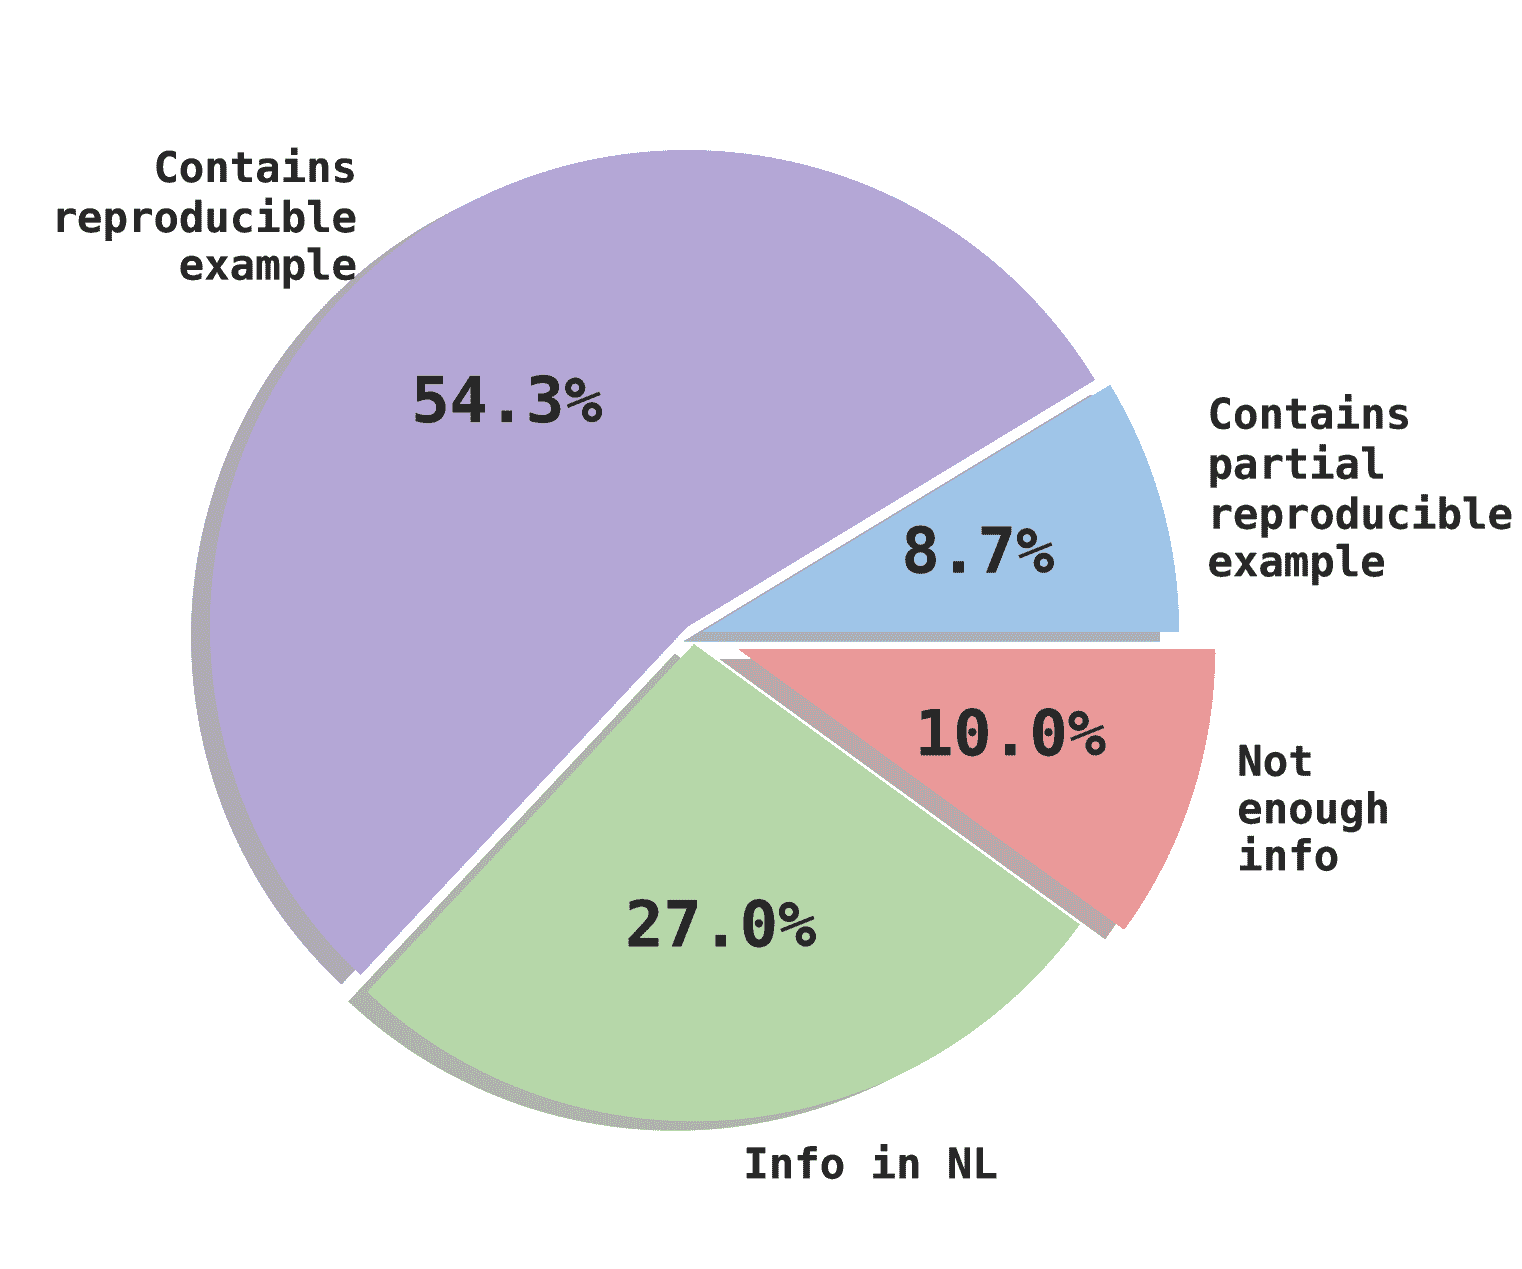 Contains
reproducible
example
54.3%
Contains
partial
reproducible
example
8.7%
10.0%
Not
enough
info
27.0%
Info in NL